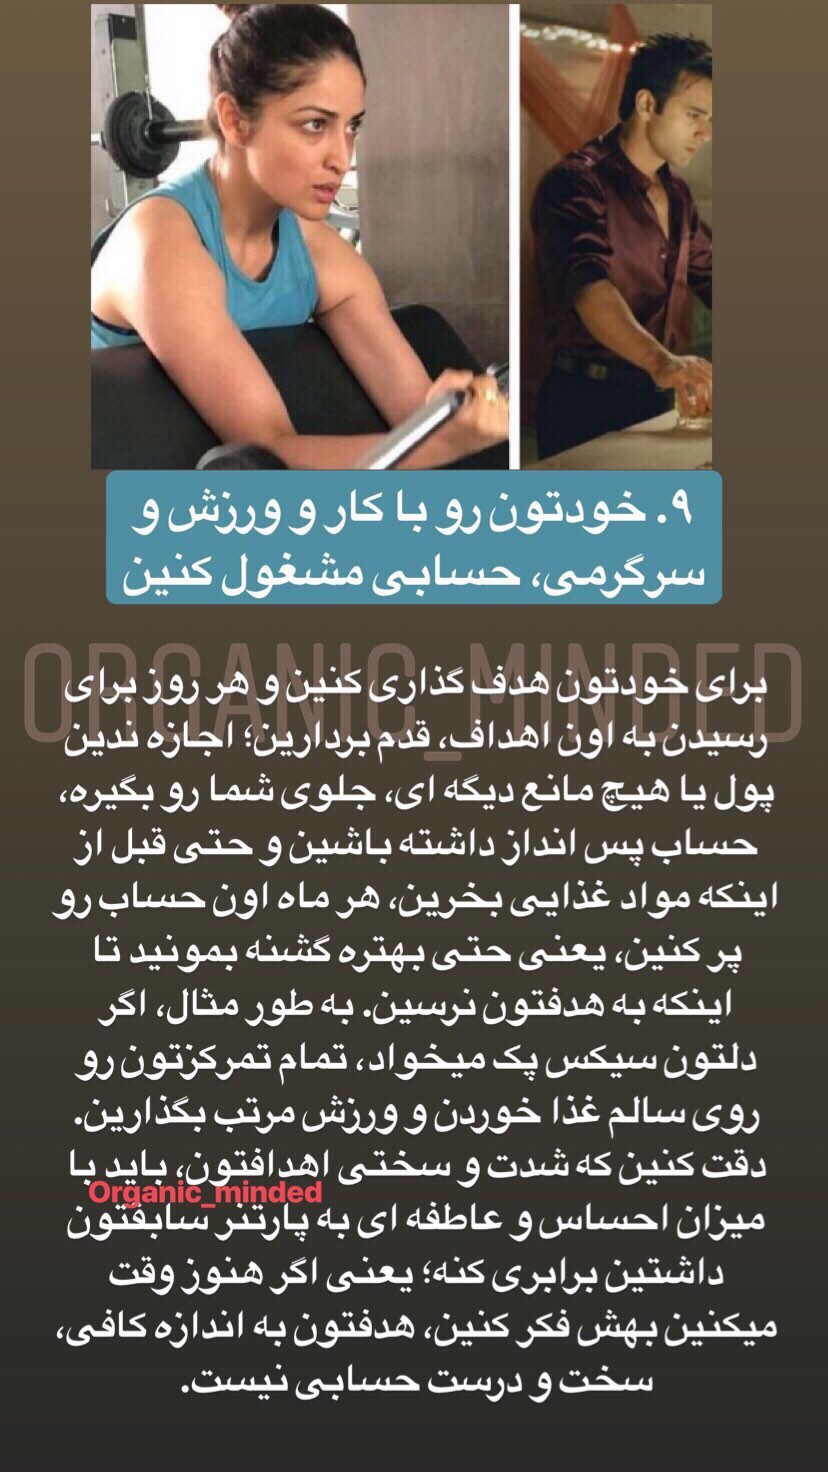 ۹. خودتون رو با کار و ورزش و
سرگرمی، حسابی مشغول کنین
ORGANIC_MINDED
برای خودتون هدف گذاری کنین و هر روز برای
رسیدن به اون اهداف، قدم بردارین؛ اجازه ندین
پول یا هیچ مانع دیگه ای، جلوی شما رو بگیره،
حساب پس انداز داشته باشین و حتی قبل از
اینکه مواد غذایی بخرین، هر ماه اون حساب رو
پر کنین، یعنی حتی بهتره گشنه بمونید تا
اینکه به هدفتون نرسین. به طور مثال، اگر
دلتون سیکس پک میخواد، تمام تمرکزتون رو
روی سالم غذا خوردن و ورزش مرتب بگذارین.
دقت کنین که شدت و سختی اهدافتون، باید با
Organic_minded
میزان احساس و عاطفه ای به پارتنر سابقتون
داشتین برابری کنه؛ یعنی اگر هنوز وقت
میکنین بهش فکر کنین، هدفتون به اندازه کافی،
سخت و درست حسابی نیست.